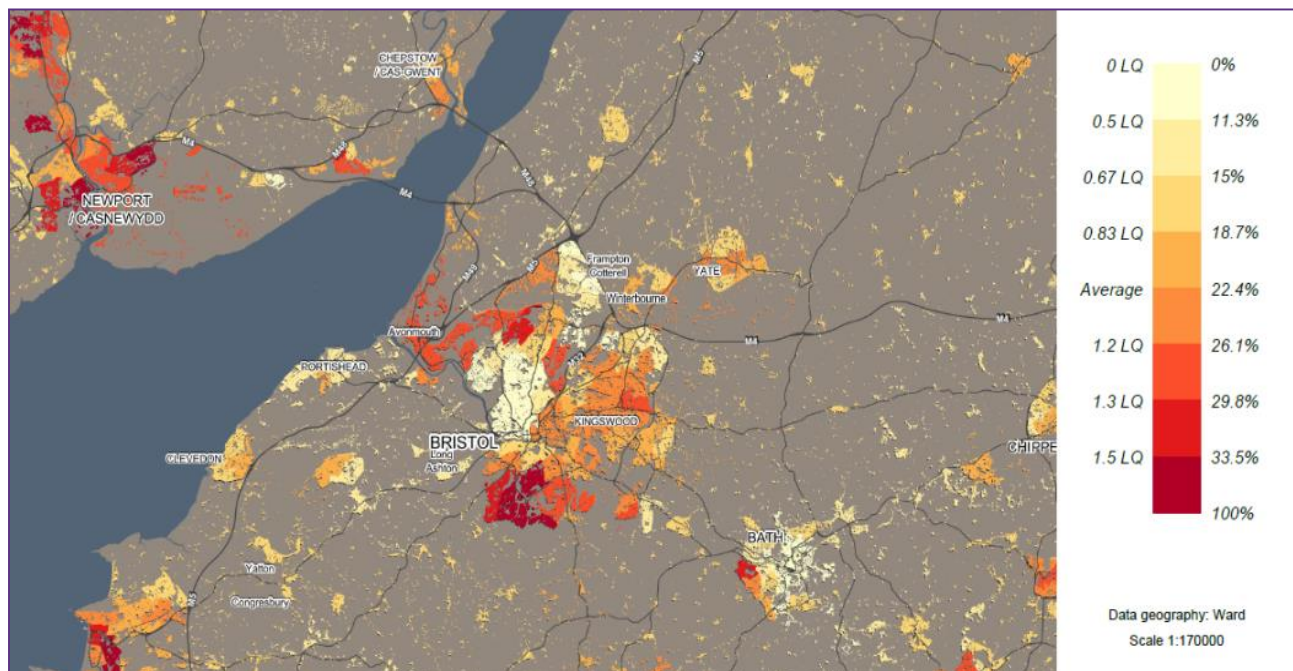 CHEPSTOW
/ CAS-GWENT
M5
M4
M48
NEWPORT
/ CASNEWYDD
M4
M48
M49
M5
Frampton
Cotterell
YATE
Winterbourne
Avonmouth
M4
M4
M32
PORTISHEAD
KINGSWOOD
BRISTOL
Long
Ashton
CLEVEDON
CHIPPE
BATH
Yatton
Congresbury
M5
0 LQ 0%
0.5 LQ 11.3%
0.67 LQ 15%
0.83 LQ 18.7%
Average 22.4%
1.2 LQ 26.1%
1.3 LQ 29.8%
1.5 LQ 33.5%
100%
Data geography: Ward
Scale 1:170000